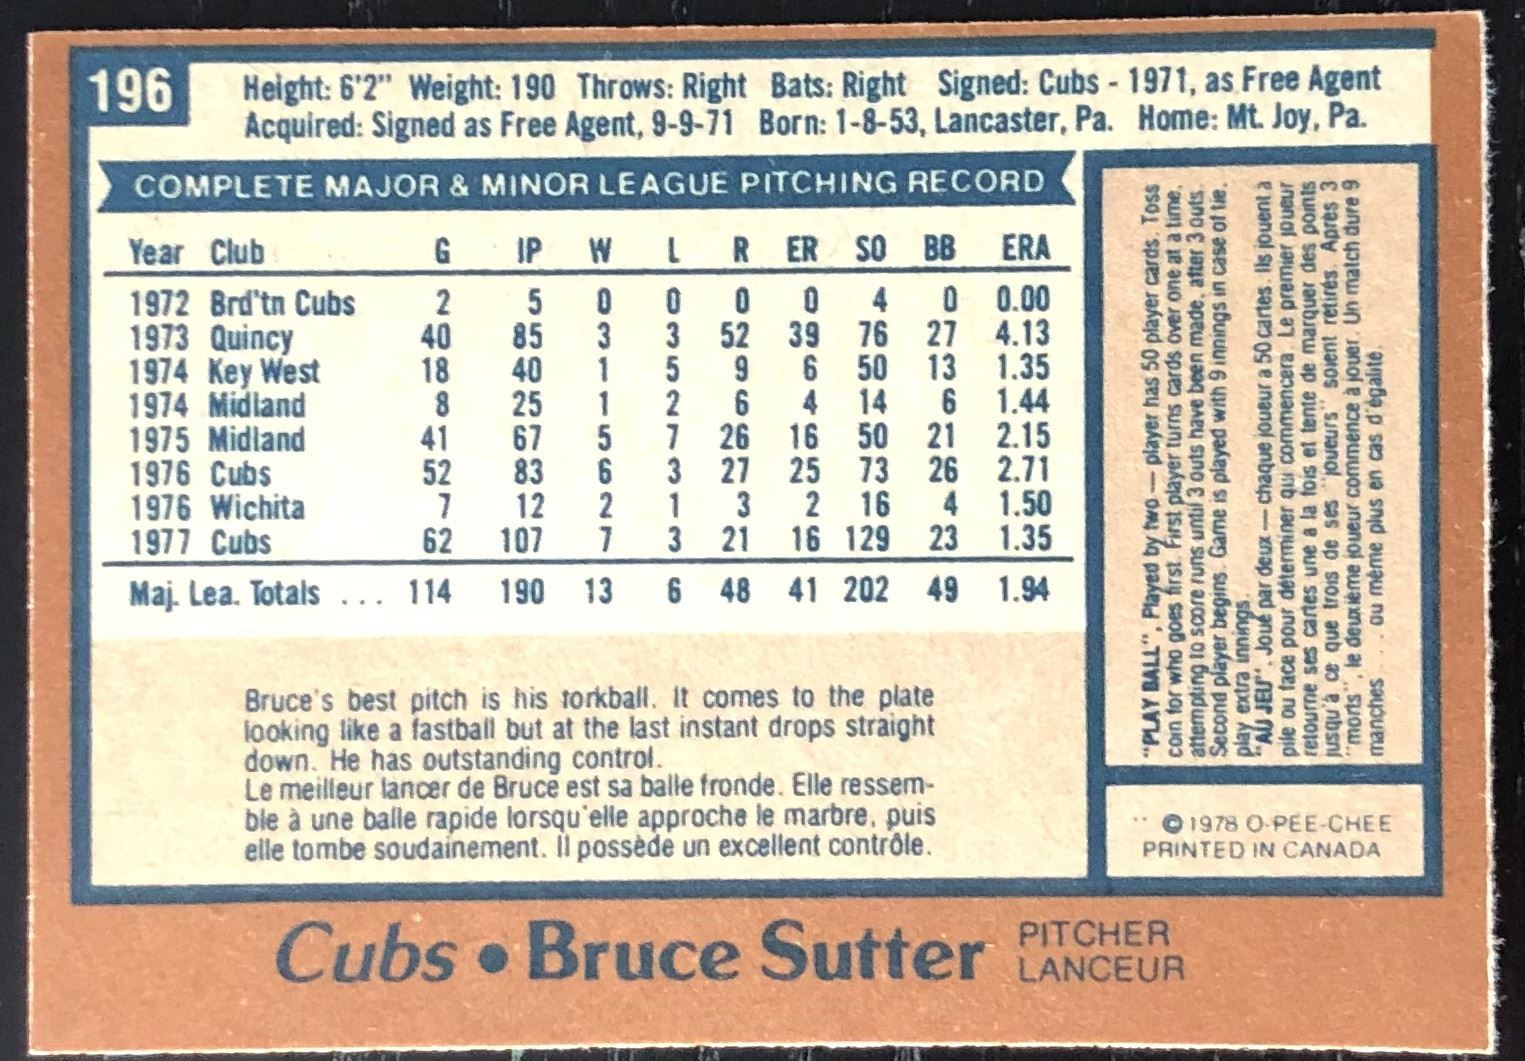 196
Height: 6'2" Weight: 190 Throws: Right Bats: Right Signed: Cubs - 1971, as Free Agent
Acquired: Signed as Free Agent, 9-9-71 Born: 1-8-53, Lancaster, Pa. Home: Mt. Joy, Pa.
COMPLETE MAJOR & MINOR LEAGUE PITCHING RECORD
Year Club G IP W L R ER SO BB ERA
1972 Brd'tn Cubs 2 5 0 0 0 0 4 0 0.00
1973 Quincy 40 85 3 3 52 39 76 27 4.13
1974 Key West 18 40 1 5 9 6 50 13 1.35
1974 Midland 8 25 1 2 6 4 14 6 1.44
1975 Midland 41 67 5 7 26 16 50 21 2.15
1976 Cubs 52 83 6 3 27 25 73 26 2.71
1976 Wichita 7 12 2 1 3 2 16 4 1.50
1977 Cubs 62 107 7 3 21 16 129 23 1.35
Maj. Lea. Totals ... 114 190 13 6 48 41 202 49 1.94
Bruce's best pitch is his forkball. It comes to the plate
looking like a fastball but at the last instant drops straight
down. He has outstanding control.
Le meilleur lancer de Bruce est sa balle fronde. Elle ressem-
ble à une balle rapide lorsqu'elle approche le marbre, puis
elle tombe soudainement. Il possède un excellent contrôle.
"PLAY BALL". Played by two — player has 50 player cards. Toss
coin for who goes first. First player turns cards over one at a time,
attempting to score runs until 3 outs have been made, after 3 outs
Second player begins. Game is played with 9 innings in case of tie,
play extra innings.
"AU JEU". Joué par deux — chaque joueur a 50 cartes. Ils jouent à
pile ou face pour déterminer qui commencera. Le premier joueur
retourne ses cartes une à la fois et tente de marquer des points
jusqu'à ce que trois de ses "joueurs" soient retirés. Après 3
"morts", le deuxième joueur commence à jouer. Un match dure 9
manches . . . ou même plus en cas d'égalité.
© 1978 O-PEE-CHEE
PRINTED IN CANADA
Cubs • Bruce Sutter PITCHER
LANCEUR